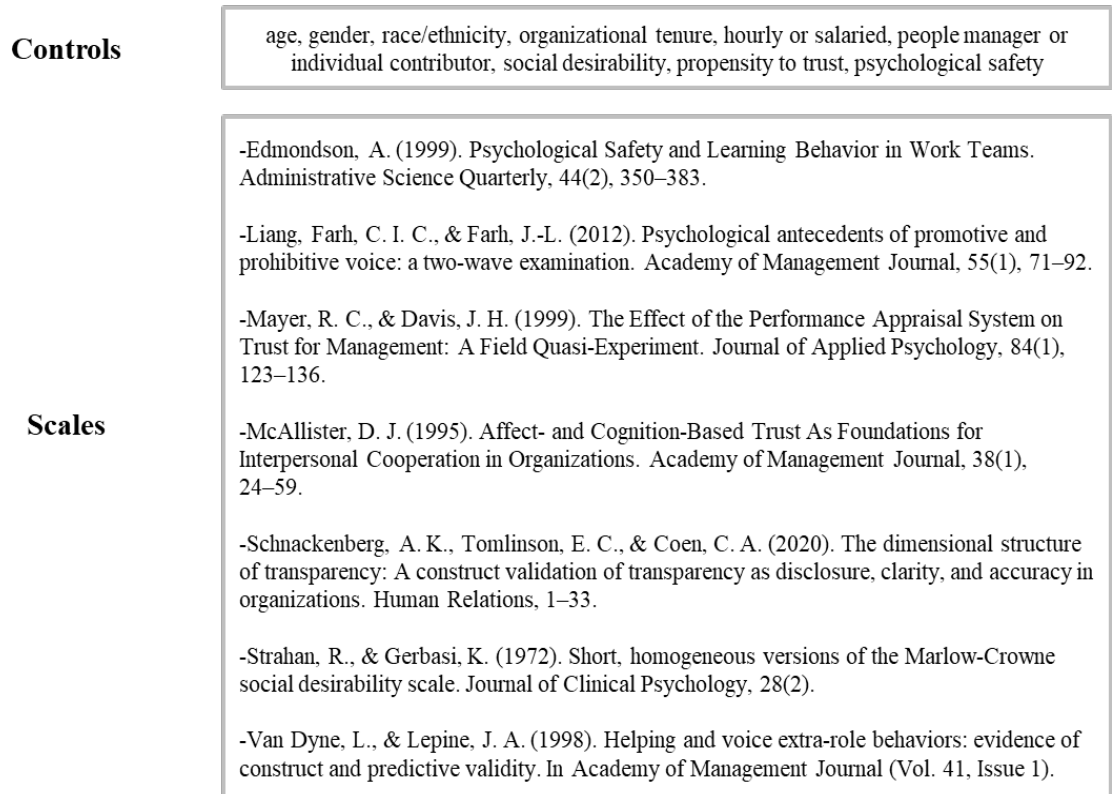 Controls
age, gender, race/ethnicity, organizational tenure, hourly or salaried, people manager or
individual contributor, social desirability, propensity to trust, psychological safety
Scales
-Edmondson, A. (1999). Psychological Safety and Learning Behavior in Work Teams.
Administrative Science Quarterly, 44(2), 350–383.
-Liang, Farh, C. I. C., & Farh, J.-L. (2012). Psychological antecedents of promotive and
prohibitive voice: a two-wave examination. Academy of Management Journal, 55(1), 71–92.
-Mayer, R. C., & Davis, J. H. (1999). The Effect of the Performance Appraisal System on
Trust for Management: A Field Quasi-Experiment. Journal of Applied Psychology, 84(1),
123–136.
-McAllister, D. J. (1995). Affect- and Cognition-Based Trust As Foundations for
Interpersonal Cooperation in Organizations. Academy of Management Journal, 38(1),
24–59.
-Schnackenberg, A. K., Tomlinson, E. C., & Coen, C. A. (2020). The dimensional structure
of transparency: A construct validation of transparency as disclosure, clarity, and accuracy in
organizations. Human Relations, 1–33.
-Strahan, R., & Gerbasi, K. (1972). Short, homogeneous versions of the Marlow-Crowne
social desirability scale. Journal of Clinical Psychology, 28(2).
-Van Dyne, L., & Lepine, J. A. (1998). Helping and voice extra-role behaviors: evidence of
construct and predictive validity. In Academy of Management Journal (Vol. 41, Issue 1).